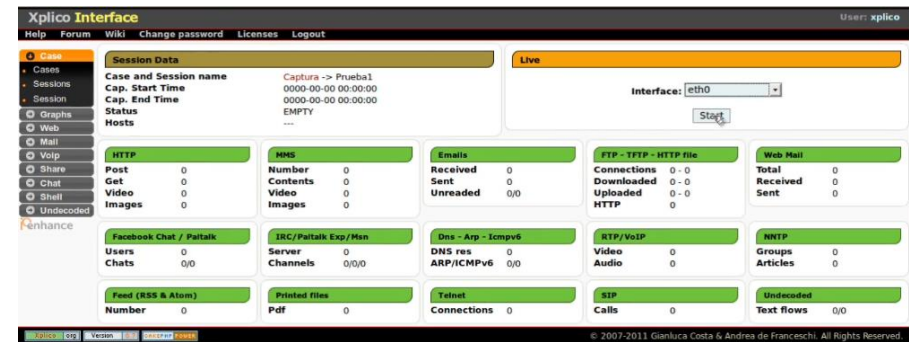 Xplico Interface
User: xplico
Help Forum Wiki Change password Licenses Logout
Case
Cases
Sessions
Session
Graphs
Web
Mail
Voip
Share
Chat
Shell
Undecoded
enhance
Session Data
Case and Session name Captura -> Prueba1
Cap. Start Time 0000-00-00 00:00:00
Cap. End Time 0000-00-00 00:00:00
Status EMPTY
Hosts ---
Live
Interface: eth0
Start
HTTP
Post 0
Get 0
Video 0
Images 0
MMS
Number 0
Contents 0
Video 0
Images 0
Emails
Received 0
Sent 0
Unreaded 0/0
FTP - TFTP - HTTP file
Connections 0 - 0
Downloaded 0 - 0
Uploaded 0 - 0
HTTP 0
Web Mail
Total 0
Received 0
Sent 0
Facebook Chat / Paltalk
Users 0
Chats 0/0
IRC/Paltalk Exp/Msn
Server 0
Channels 0/0/0
Dns - Arp - Icmpv6
DNS res 0
ARP/ICMPv6 0/0
RTP/VoIP
Video 0
Audio 0
NNTP
Groups 0
Articles 0
Feed (RSS & Atom)
Number 0
Printed files
Pdf 0
Telnet
Connections 0
SIP
Calls 0
Undecoded
Text flows 0/0
Xplico org Version CAKEPHP POWER
© 2007-2011 Gianluca Costa & Andrea de Franceschi. All Rights Reserved.